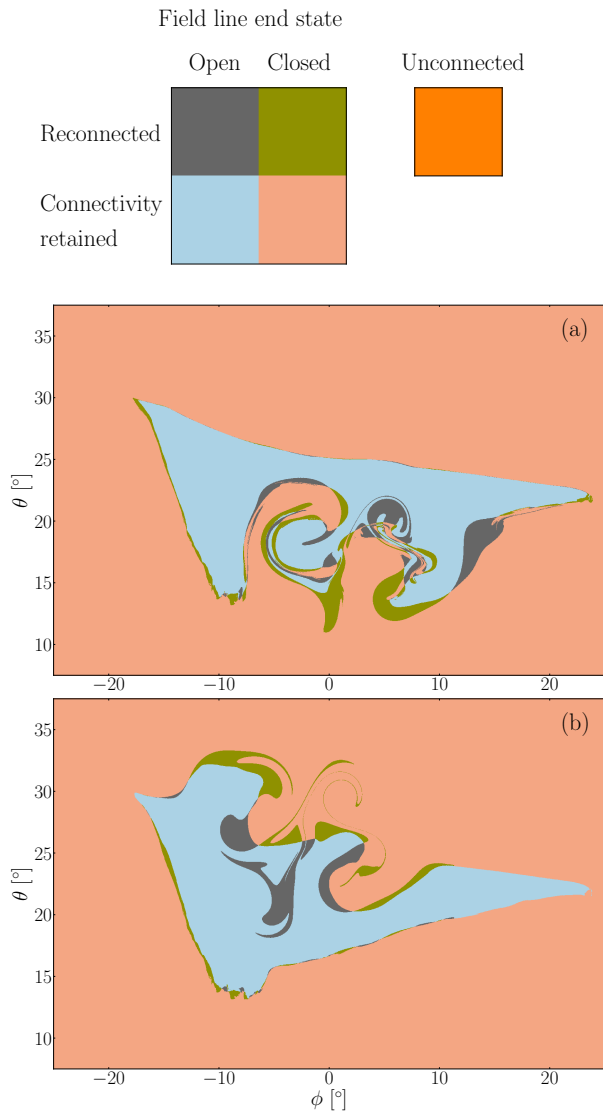 Field line end state
Open Closed Unconnected
Reconnected
Connectivity
retained
(a)
35
30
25
20
15
10
θ [°]
−20 −10 0 10 20
(b)
35
30
25
20
15
10
θ [°]
−20 −10 0 10 20
ϕ [°]